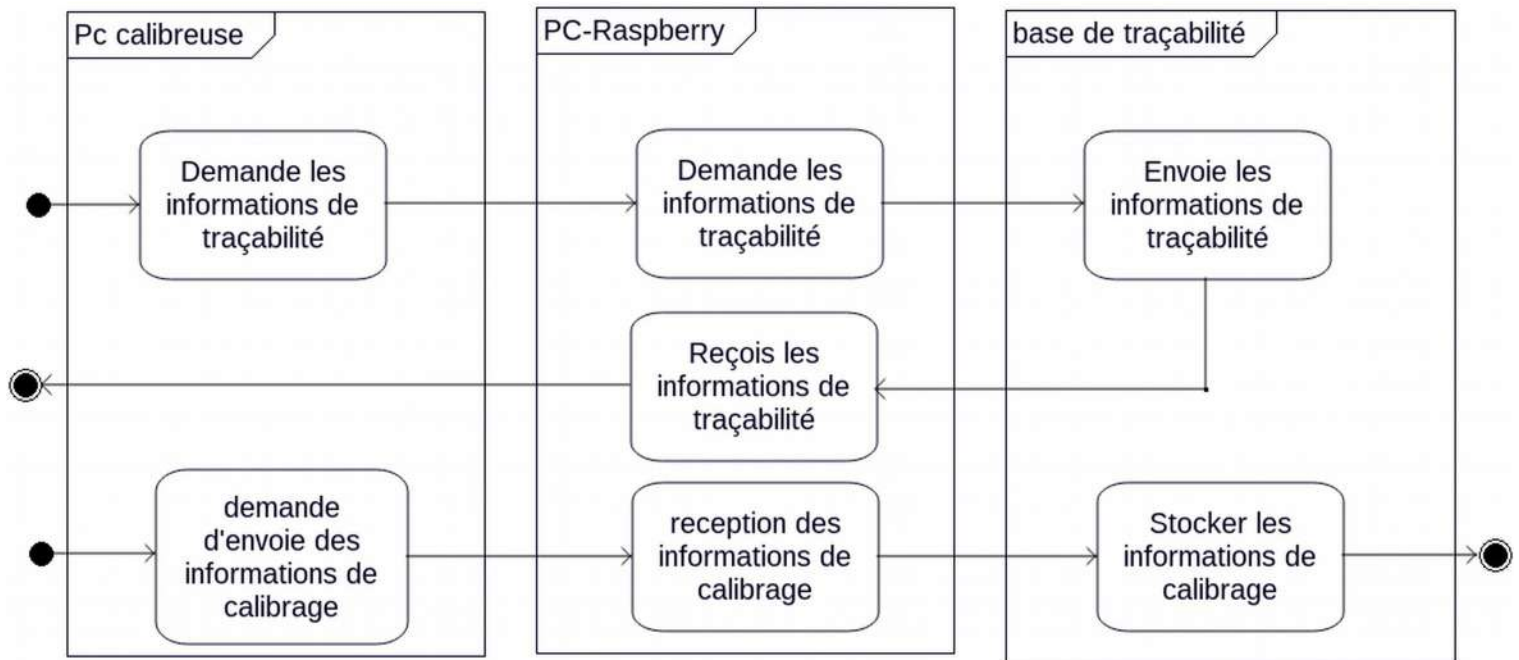 Pc calibreuse
PC-Raspberry
base de traçabilité
Demande les
informations de
traçabilité
Demande les
informations de
traçabilité
Envoie les
informations de
traçabilité
Reçois les
informations de
traçabilité
demande
d'envoie des
informations de
calibrage
reception des
informations de
calibrage
Stocker les
informations de
calibrage